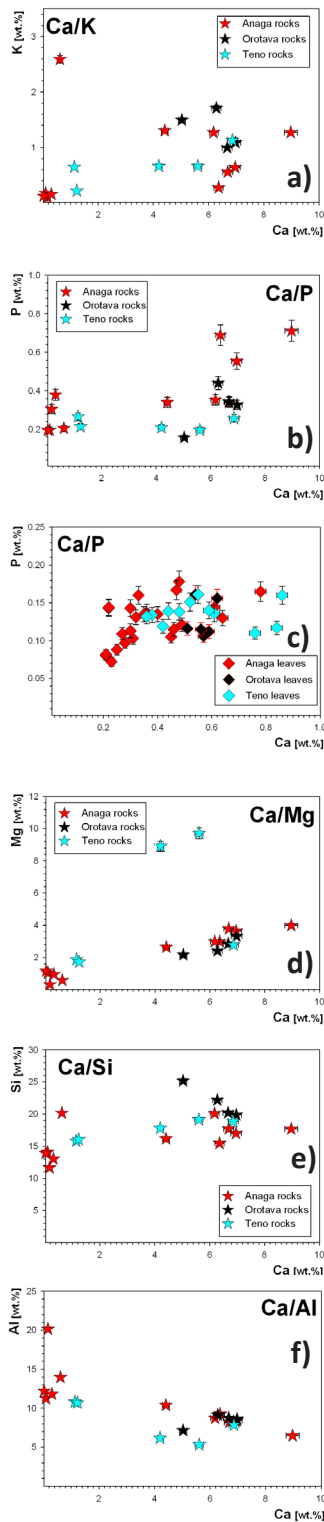 Ca/K
Anaga rocks
Orotava rocks
Teno rocks
K [wt.%]
3
2
1
2
4
6
8
10
Ca [wt.%]
a)
Ca/P
Anaga rocks
Orotava rocks
Teno rocks
P [wt.%]
1.0
0.8
0.6
0.4
0.2
2
4
6
8
10
Ca [wt.%]
b)
Ca/P
P [wt.%]
0.25
0.20
0.15
0.10
0.05
c)
Anaga leaves
Orotava leaves
Teno leaves
0.2
0.4
0.6
0.8
1.0
Ca [wt.%]
Ca/Mg
Anaga rocks
Orotava rocks
Teno rocks
Mg [wt.%]
12
10
8
6
4
2
d)
2
4
6
8
10
Ca [wt.%]
Ca/Si
Si [wt.%]
30
25
20
15
10
5
e)
Anaga rocks
Orotava rocks
Teno rocks
2
4
6
8
10
Ca [wt.%]
Ca/Al
Al [wt.%]
25
20
15
10
5
f)
Anaga rocks
Orotava rocks
Teno rocks
2
4
6
8
10
Ca [wt.%]